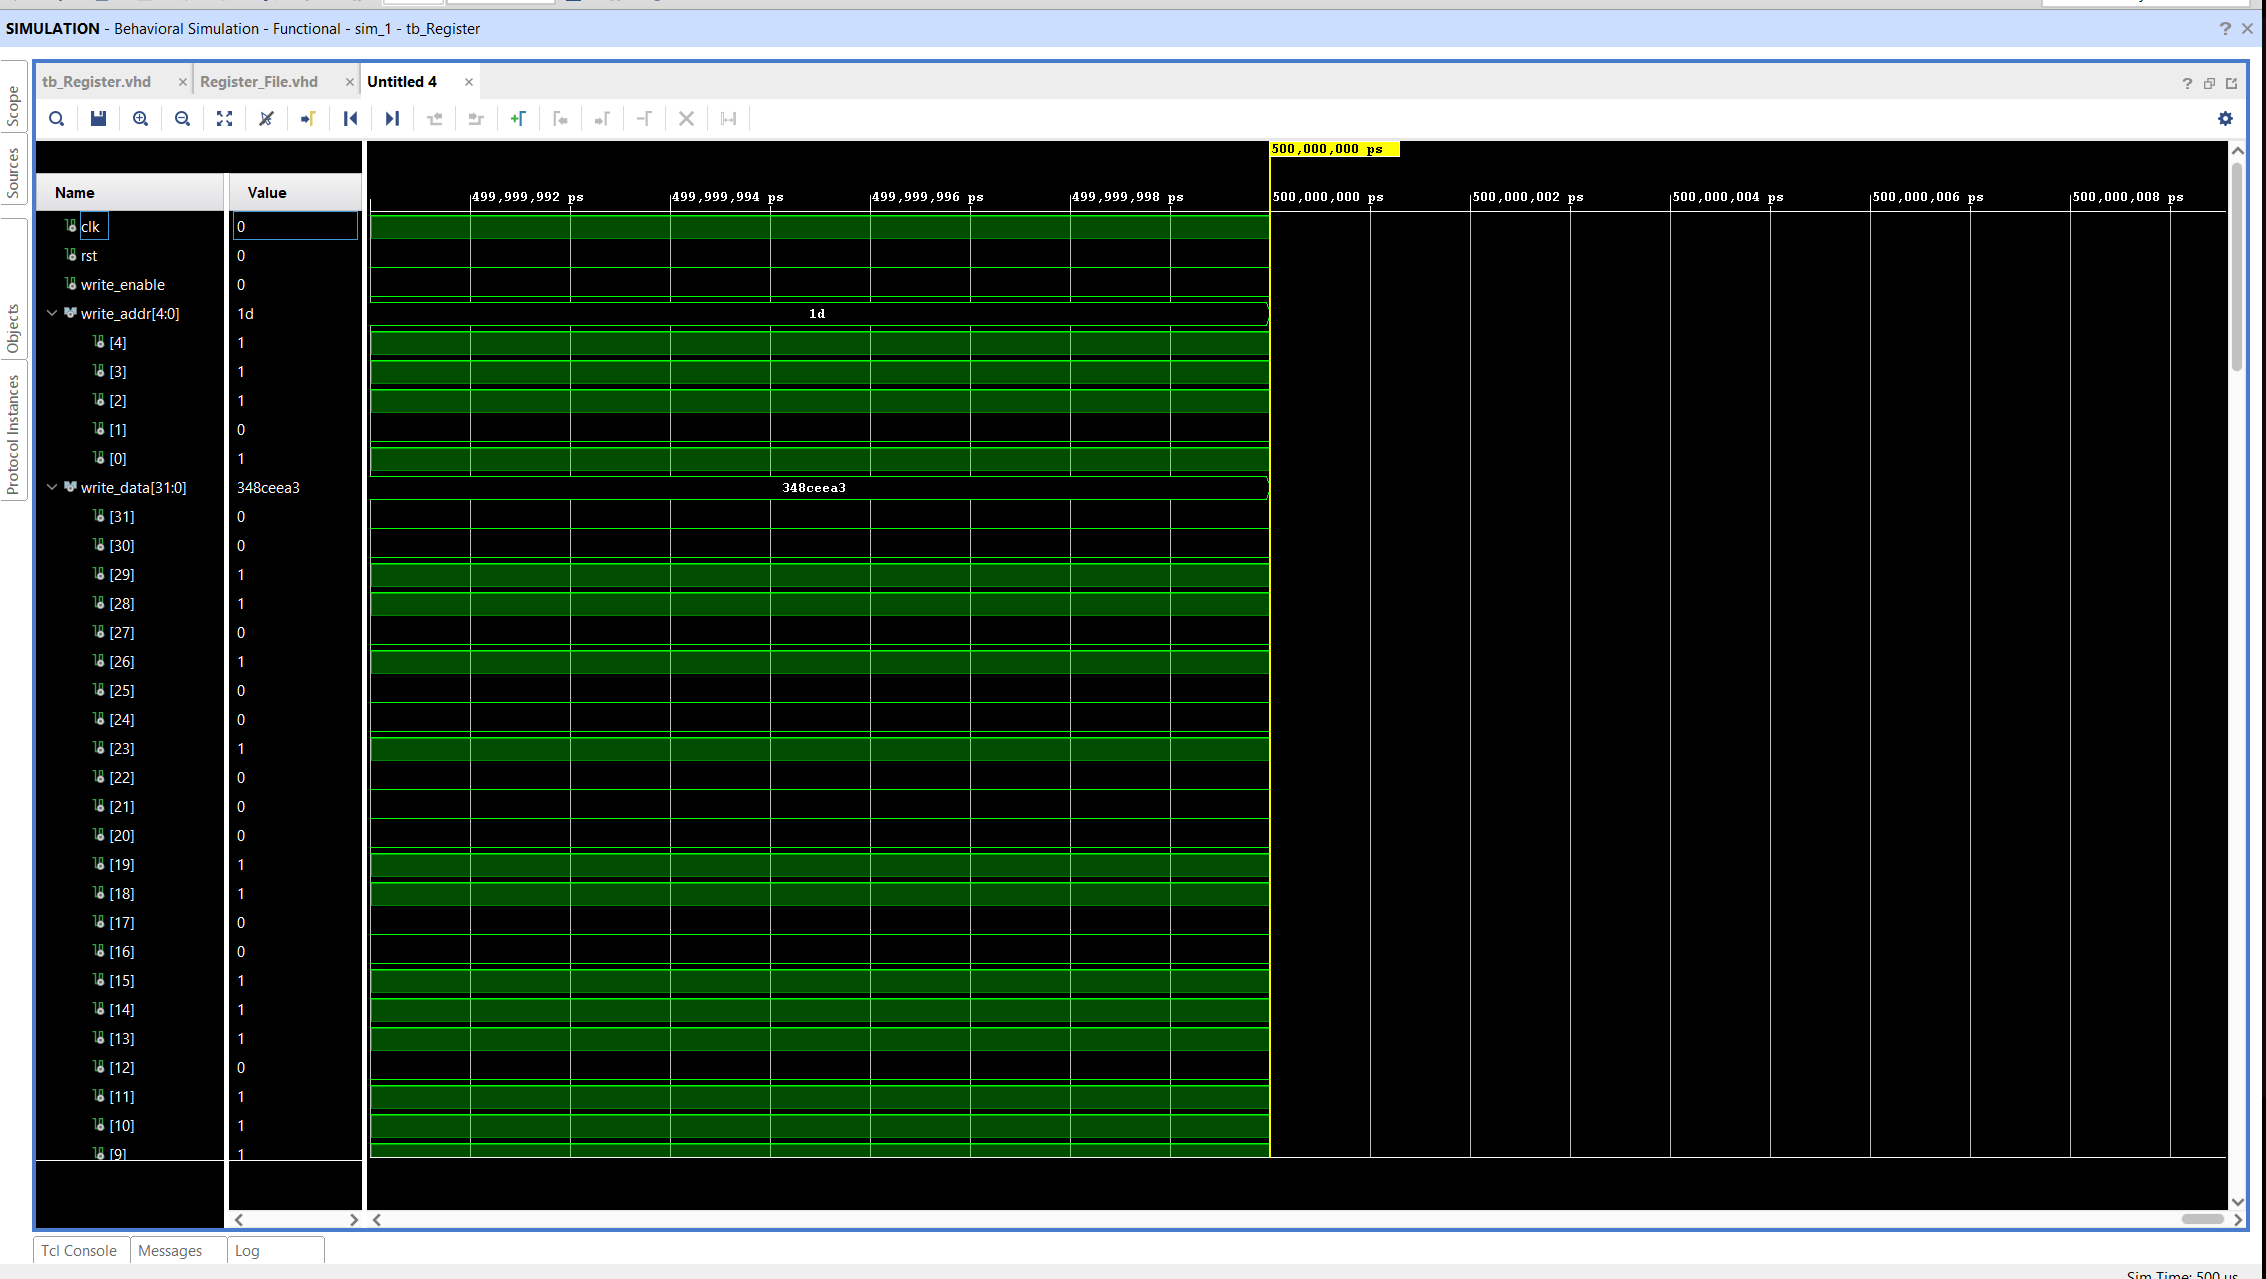 SIMULATION - Behavioral Simulation - Functional - sim_1 - tb_Register
? ×
Scope
Sources
Objects
Protocol Instances
tb_Register.vhd × Register_File.vhd × Untitled 4 ×
?
500,000,000 ps
Name Value
499,999,992 ps 499,999,994 ps 499,999,996 ps 499,999,998 ps 500,000,000 ps 500,000,002 ps 500,000,004 ps 500,000,006 ps 500,000,008 ps
clk 0
rst 0
write_enable 0
write_addr[4:0] 1d 1d
[4] 1
[3] 1
[2] 1
[1] 0
[0] 1
write_data[31:0] 348ceea3 348ceea3
[31] 0
[30] 0
[29] 1
[28] 1
[27] 0
[26] 1
[25] 0
[24] 0
[23] 1
[22] 0
[21] 0
[20] 0
[19] 1
[18] 1
[17] 0
[16] 0
[15] 1
[14] 1
[13] 1
[12] 0
[11] 1
[10] 1
[9] 1
Tcl Console Messages Log
Sim Time: 500 us